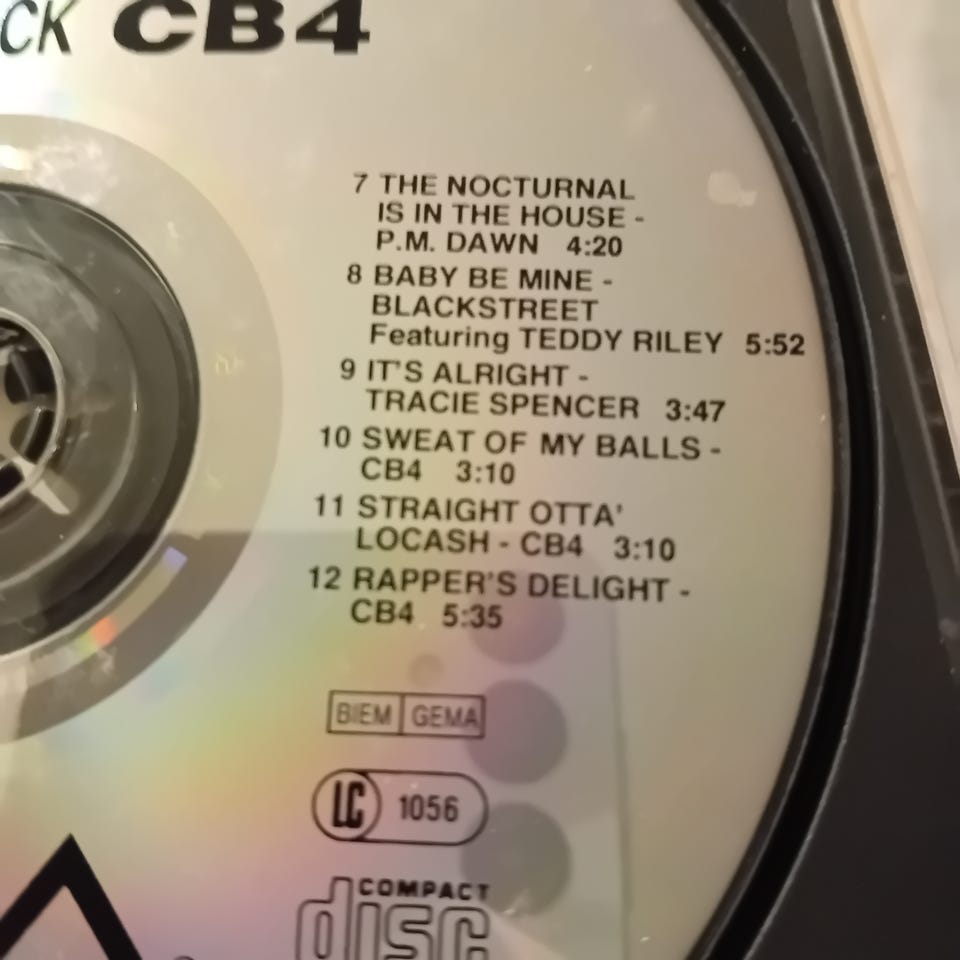 CK CB4
7 THE NOCTURNAL
IS IN THE HOUSE -
P.M. DAWN 4:20
8 BABY BE MINE -
BLACKSTREET
Featuring TEDDY RILEY 5:52
9 IT'S ALRIGHT -
TRACIE SPENCER 3:47
10 SWEAT OF MY BALLS -
CB4 3:10
11 STRAIGHT OTTA'
LOCASH - CB4 3:10
12 RAPPER'S DELIGHT -
CB4 5:35
BIEM GEMA
LC 1056
COMPACT
disc